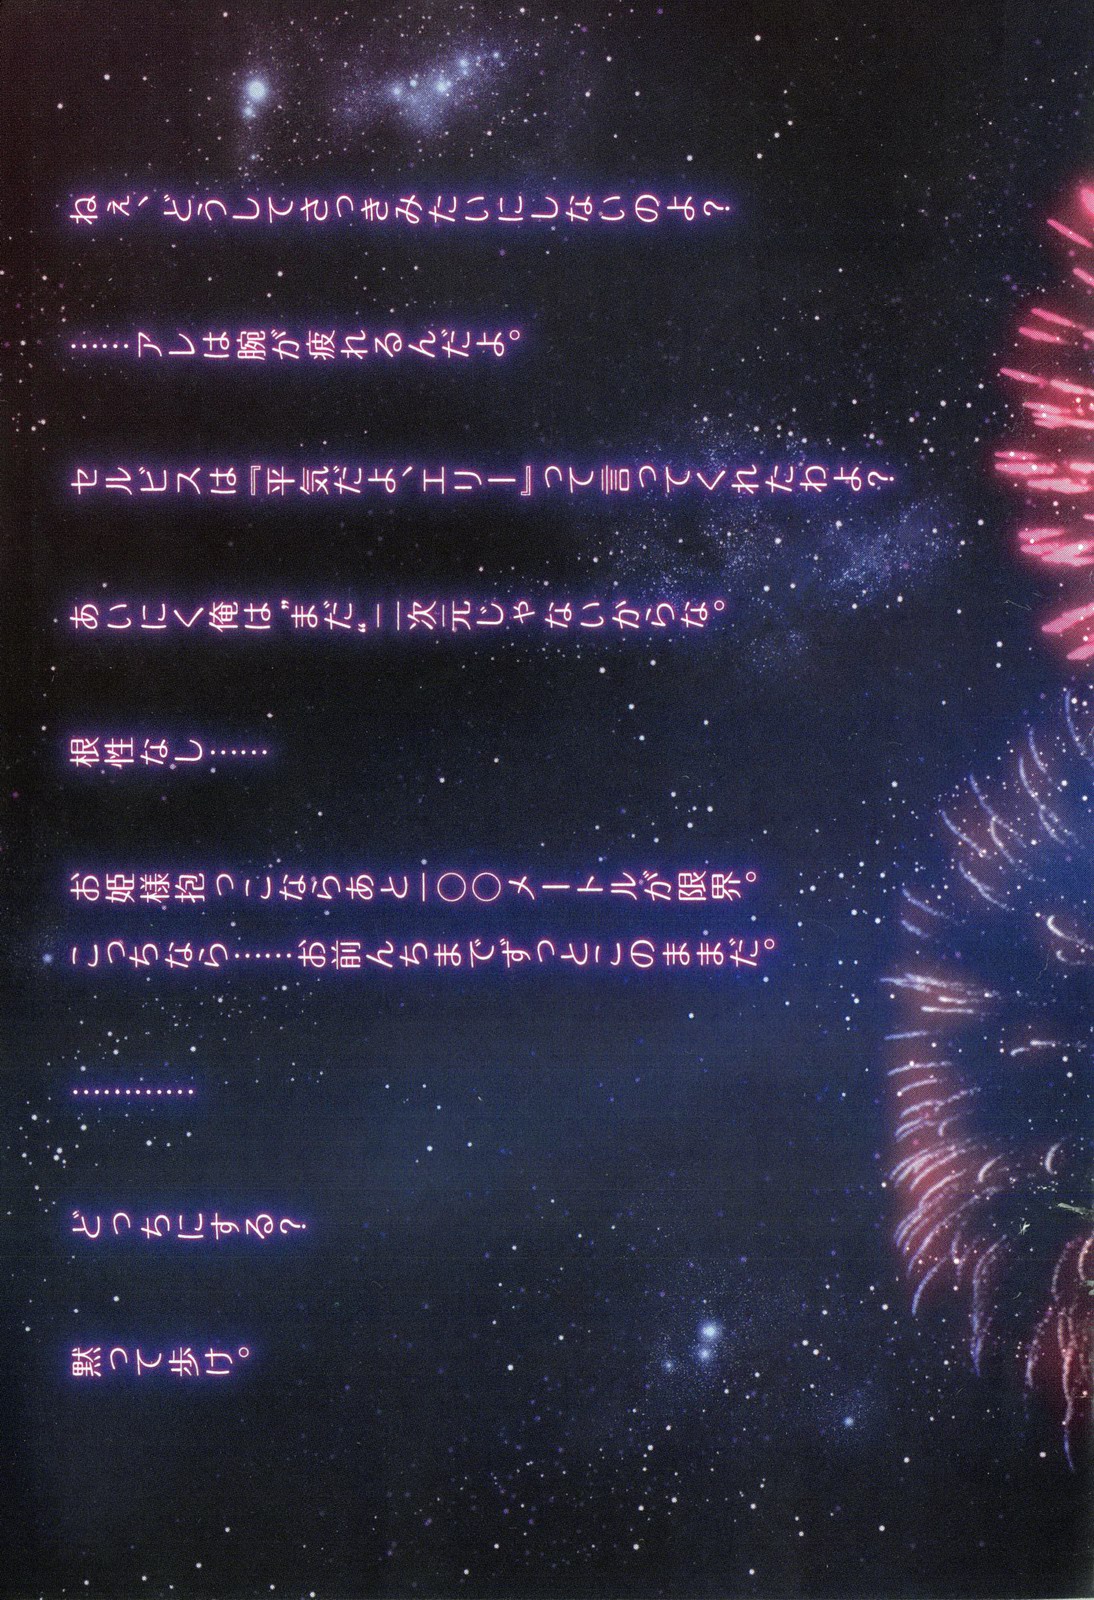 ねぇ、どうしてさっきみたいにしないのよ？
……アレは腕が疲れるんだよ。
セルビスは『平気だよ、エリー』って言ってくれたわよ？
あいにく俺は〝まだ〟二次元じゃないからな。
根性なし……
お姫様抱っこならあと一〇〇メートルが限界。
こっちなら……お前んちまでずっとこのままだ。
…………
どっちにする？
黙って歩け。